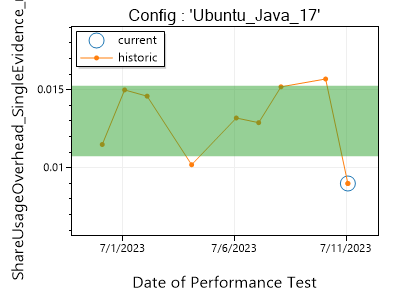 Config : 'Ubuntu_Java_17'
current
historic
0.015
0.01
ShareUsageOverhead_SingleEvidence_
7/1/2023
7/6/2023
7/11/2023
Date of Performance Test